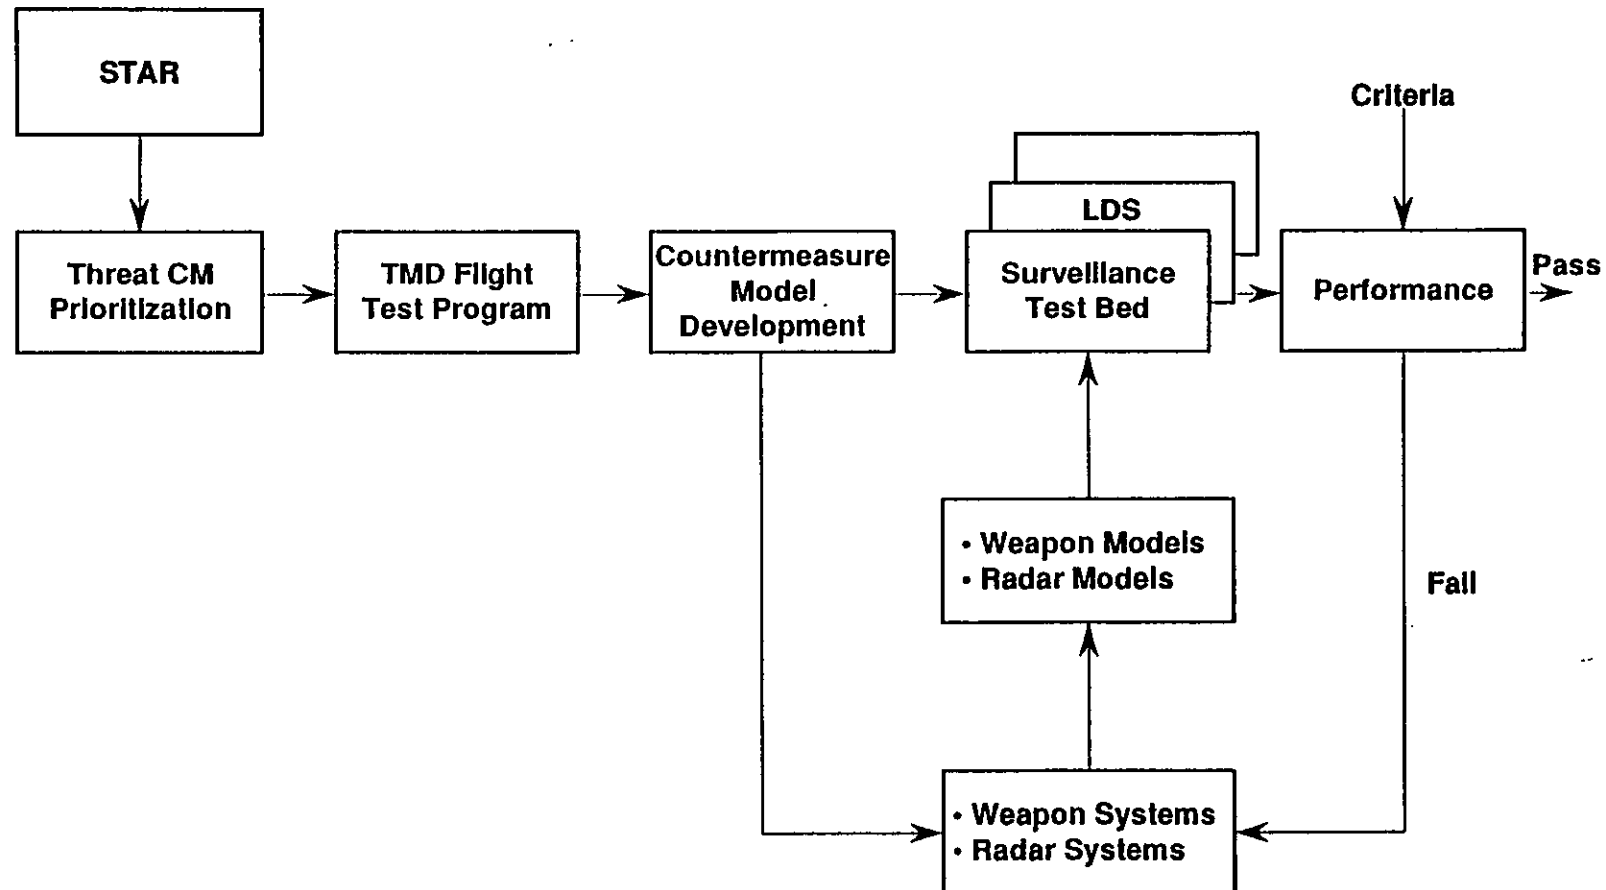 STAR
Criteria
LDS
Threat CM
Prioritization
TMD Flight
Test Program
Countermeasure
Model
Development
Surveillance
Test Bed
Performance
Pass
• Weapon Models
• Radar Models
Fail
• Weapon Systems
• Radar Systems